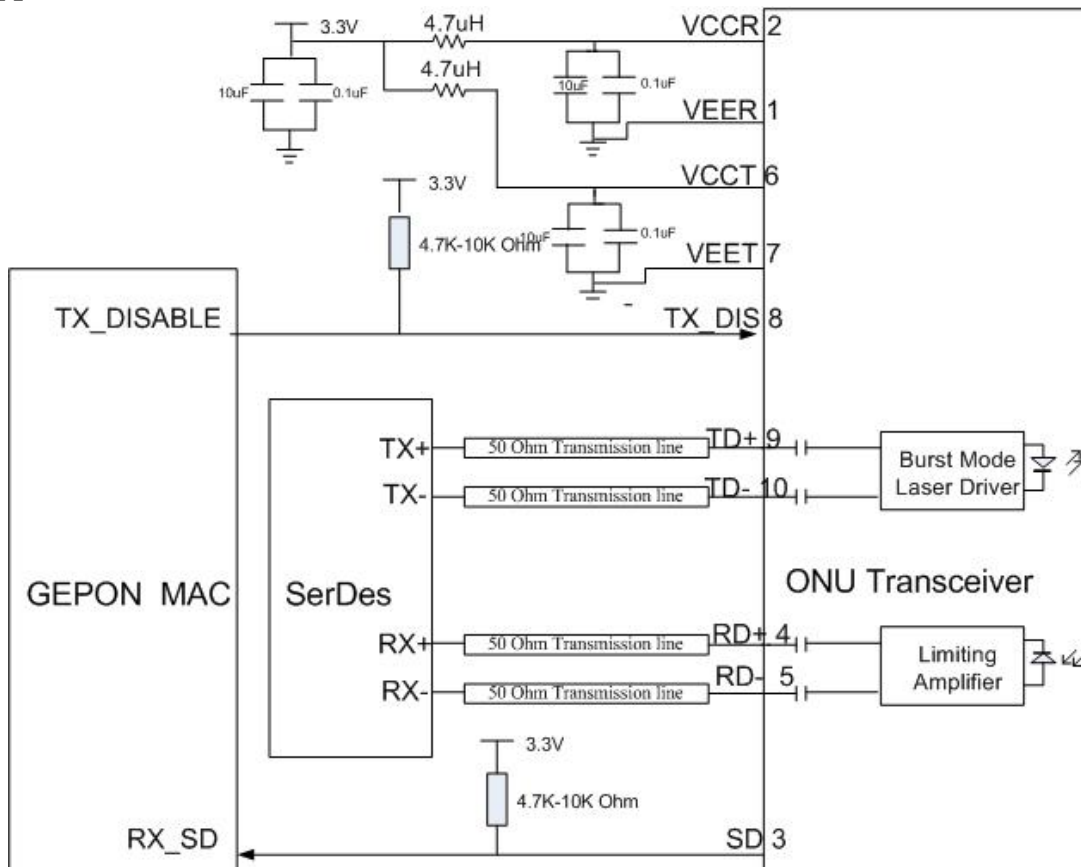 3.3V
4.7uH
VCCR 2
4.7uH
10uF
0.1uF
10uF
0.1uF
VEER 1
3.3V
VCCT 6
4.7K-10K Ohm
10uF
0.1uF
VEET 7
TX_DISABLE
TX_DIS 8
TX+
50 Ohm Transmission line
TD+ 9
TX-
50 Ohm Transmission line
TD- 10
Burst Mode
Laser Driver
GEPON MAC
SerDes
ONU Transceiver
RX+
50 Ohm Transmission line
RD+ 4
RX-
50 Ohm Transmission line
RD- 5
Limiting
Amplifier
3.3V
4.7K-10K Ohm
RX_SD
SD 3